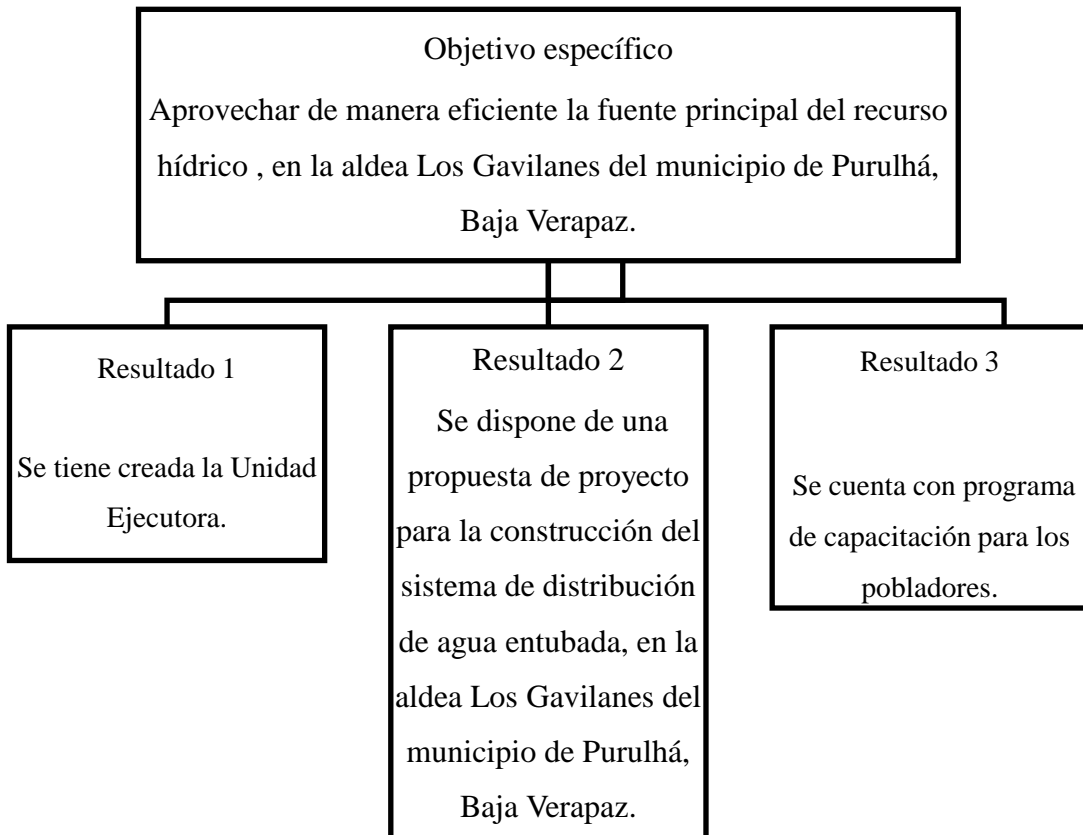 Objetivo específico
Aprovechar de manera eficiente la fuente principal del recurso
hídrico , en la aldea Los Gavilanes del municipio de Purulhá,
Baja Verapaz.
Resultado 1
Se tiene creada la Unidad
Ejecutora.
Resultado 2
Se dispone de una
propuesta de proyecto
para la construcción del
sistema de distribución
de agua entubada, en la
aldea Los Gavilanes del
municipio de Purulhá,
Baja Verapaz.
Resultado 3
Se cuenta con programa
de capacitación para los
pobladores.